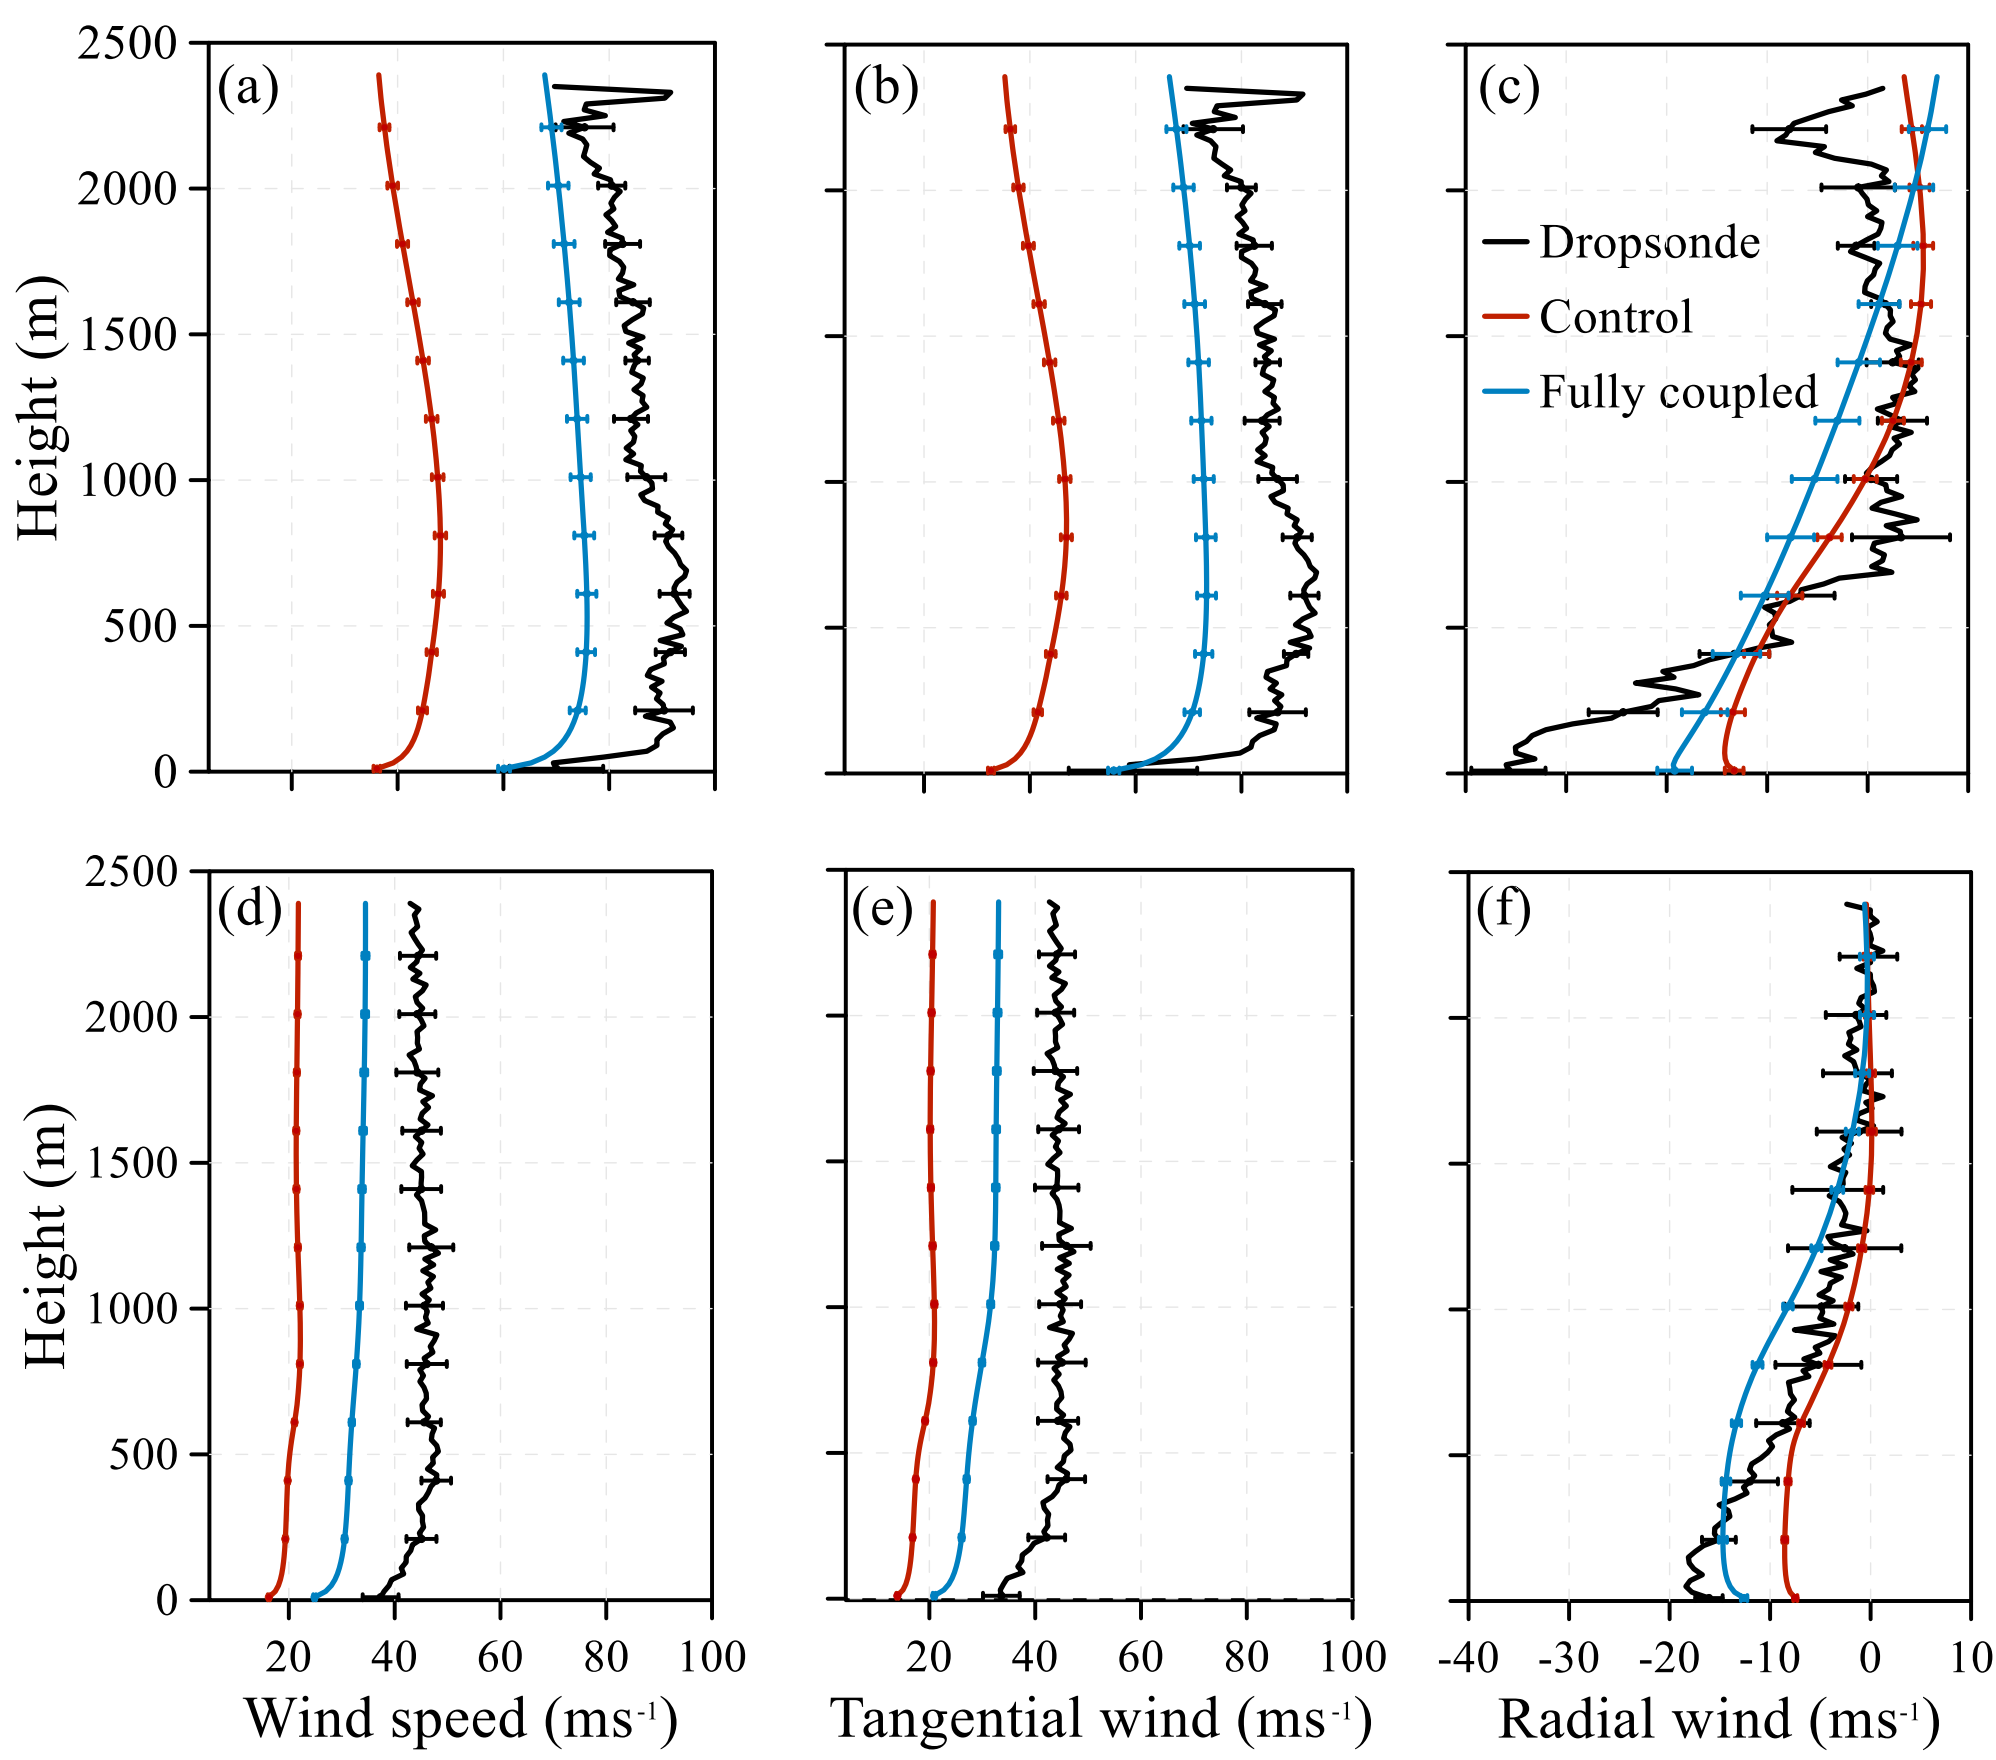 (a) (b) (c)
2500
2000
1500
1000
500
0
Height (m)
Dropsonde
Control
Fully coupled
(d) (e) (f)
2500
2000
1500
1000
500
0
Height (m)
20 40 60 80 100
20 40 60 80 100
-40 -30 -20 -10 0 10
Wind speed (ms⁻¹)
Tangential wind (ms⁻¹)
Radial wind (ms⁻¹)